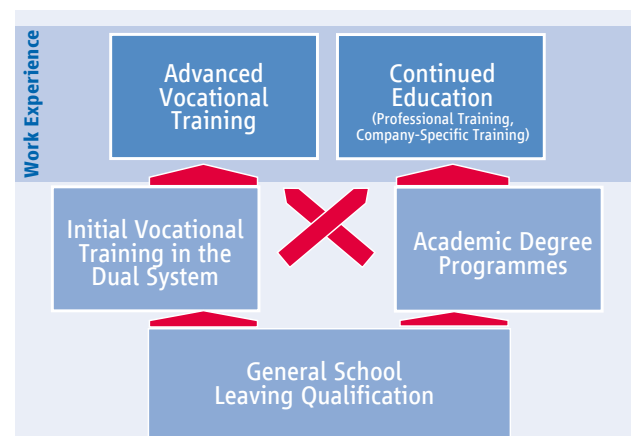 Work Experience
Advanced
Vocational
Training
Continued
Education
(Professional Training,
Company-Specific Training)
Initial Vocational
Training in the
Dual System
Academic Degree
Programmes
General School
Leaving Qualification